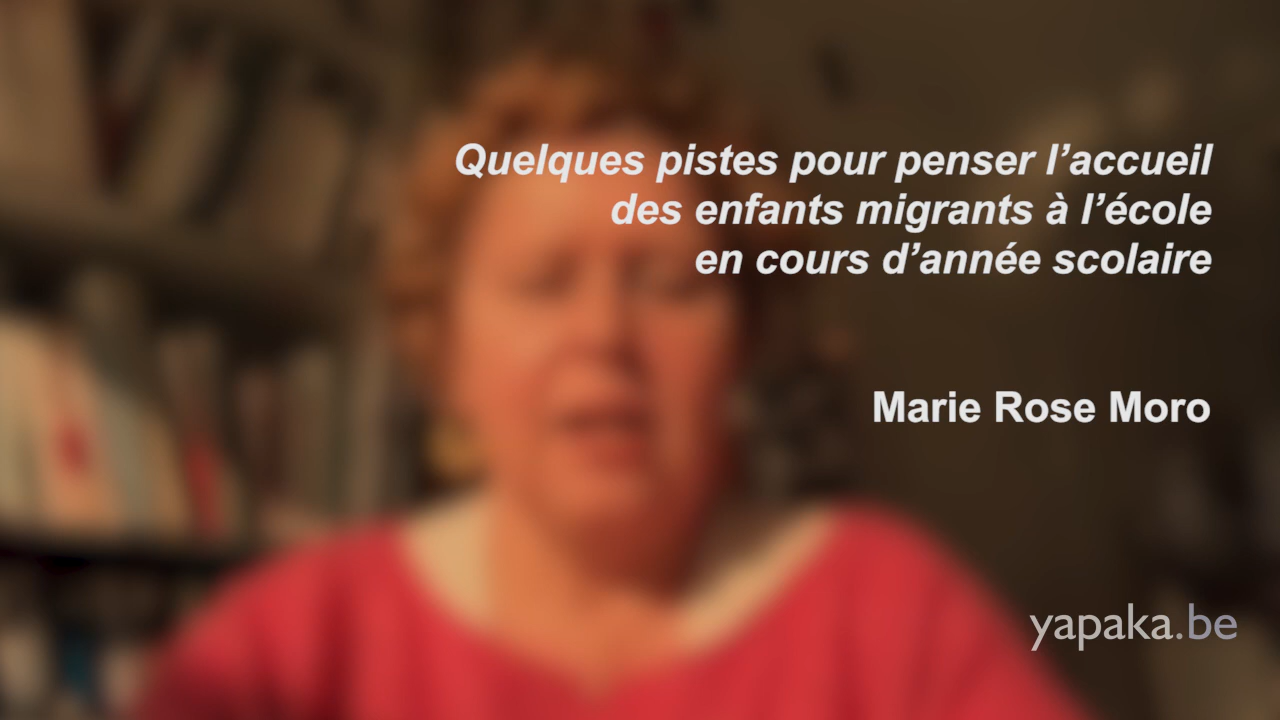 Quelques pistes pour penser l’accueil
des enfants migrants à l’école
en cours d’année scolaire
Marie Rose Moro
yapaka.be